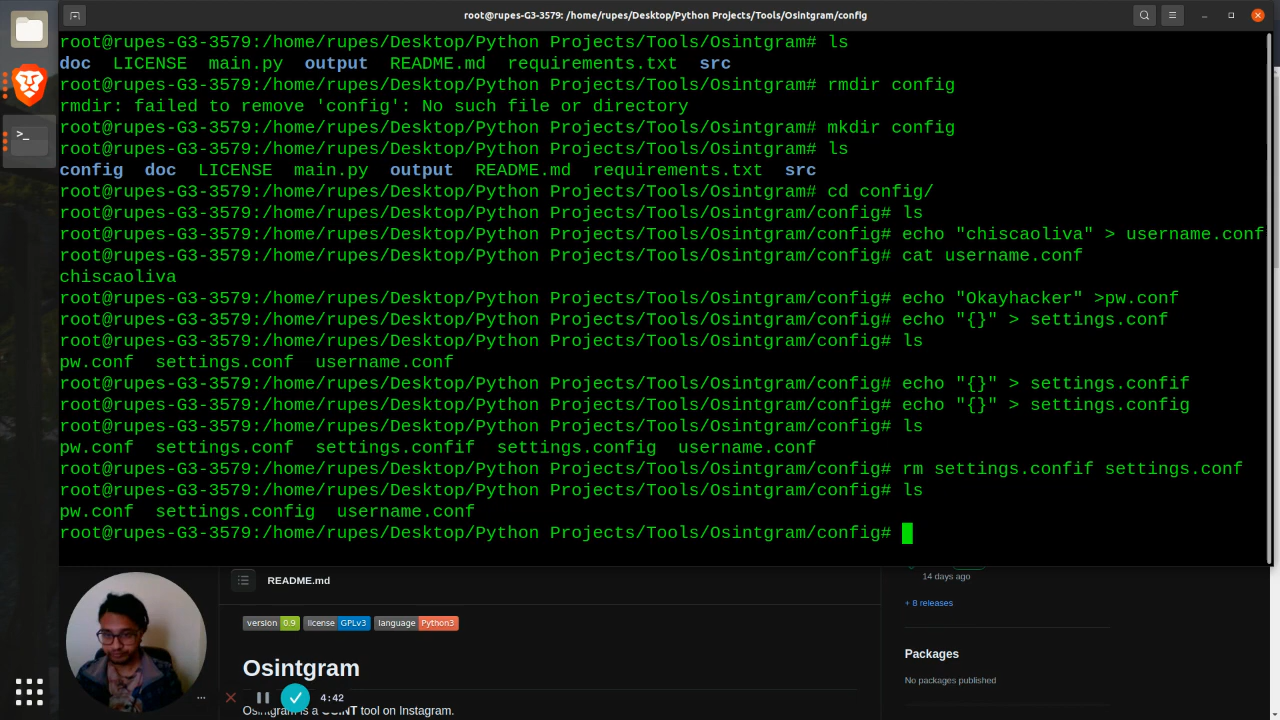 root@rupes-G3-3579: /home/rupes/Desktop/Python Projects/Tools/Osintgram/config
root@rupes-G3-3579:/home/rupes/Desktop/Python Projects/Tools/Osintgram# ls
doc  LICENSE  main.py  output  README.md  requirements.txt  src
root@rupes-G3-3579:/home/rupes/Desktop/Python Projects/Tools/Osintgram# rmdir config
rmdir: failed to remove 'config': No such file or directory
root@rupes-G3-3579:/home/rupes/Desktop/Python Projects/Tools/Osintgram# mkdir config
root@rupes-G3-3579:/home/rupes/Desktop/Python Projects/Tools/Osintgram# ls
config  doc  LICENSE  main.py  output  README.md  requirements.txt  src
root@rupes-G3-3579:/home/rupes/Desktop/Python Projects/Tools/Osintgram# cd config/
root@rupes-G3-3579:/home/rupes/Desktop/Python Projects/Tools/Osintgram/config# ls
root@rupes-G3-3579:/home/rupes/Desktop/Python Projects/Tools/Osintgram/config# echo "chiscaoliva" > username.conf
root@rupes-G3-3579:/home/rupes/Desktop/Python Projects/Tools/Osintgram/config# cat username.conf
chiscaoliva
root@rupes-G3-3579:/home/rupes/Desktop/Python Projects/Tools/Osintgram/config# echo "Okayhacker" >pw.conf
root@rupes-G3-3579:/home/rupes/Desktop/Python Projects/Tools/Osintgram/config# echo "{}" > settings.conf
root@rupes-G3-3579:/home/rupes/Desktop/Python Projects/Tools/Osintgram/config# ls
pw.conf  settings.conf  username.conf
root@rupes-G3-3579:/home/rupes/Desktop/Python Projects/Tools/Osintgram/config# echo "{}" > settings.confif
root@rupes-G3-3579:/home/rupes/Desktop/Python Projects/Tools/Osintgram/config# echo "{}" > settings.config
root@rupes-G3-3579:/home/rupes/Desktop/Python Projects/Tools/Osintgram/config# ls
pw.conf  settings.conf  settings.confif  settings.config  username.conf
root@rupes-G3-3579:/home/rupes/Desktop/Python Projects/Tools/Osintgram/config# rm settings.confif settings.conf
root@rupes-G3-3579:/home/rupes/Desktop/Python Projects/Tools/Osintgram/config# ls
pw.conf  settings.config  username.conf
root@rupes-G3-3579:/home/rupes/Desktop/Python Projects/Tools/Osintgram/config#
README.md
version 0.9 license GPLv3 language Python3
Osintgram
Osintgram is a OSINT tool on Instagram.
4:42
14 days ago
+ 8 releases
Packages
No packages published